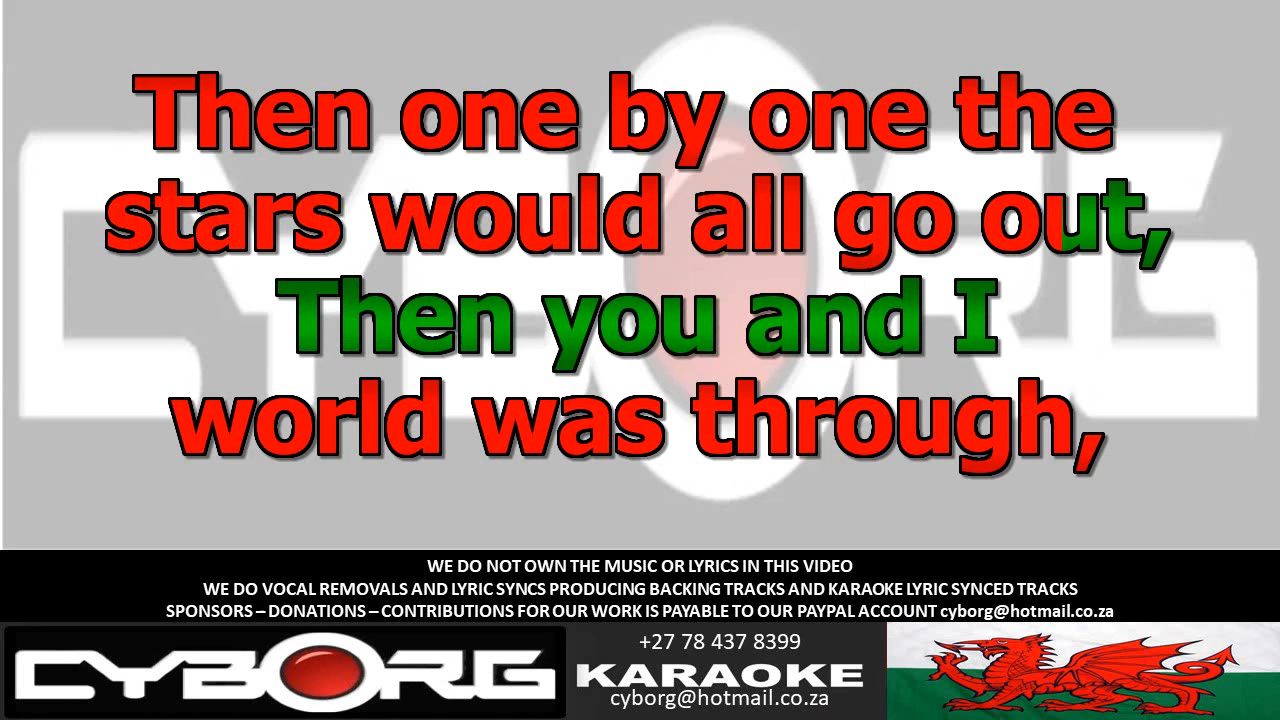 Then one by one the
stars would all go out,
Then you and I
world was through,
WE DO NOT OWN THE MUSIC OR LYRICS IN THIS VIDEO
WE DO VOCAL REMOVALS AND LYRIC SYNCS PRODUCING BACKING TRACKS AND KARAOKE LYRIC SYNCED TRACKS
SPONSORS – DONATIONS – CONTRIBUTIONS FOR OUR WORK IS PAYABLE TO OUR PAYPAL ACCOUNT cyborg@hotmail.co.za
CYBORG
+27 78 437 8399
KARAOKE
cyborg@hotmail.co.za